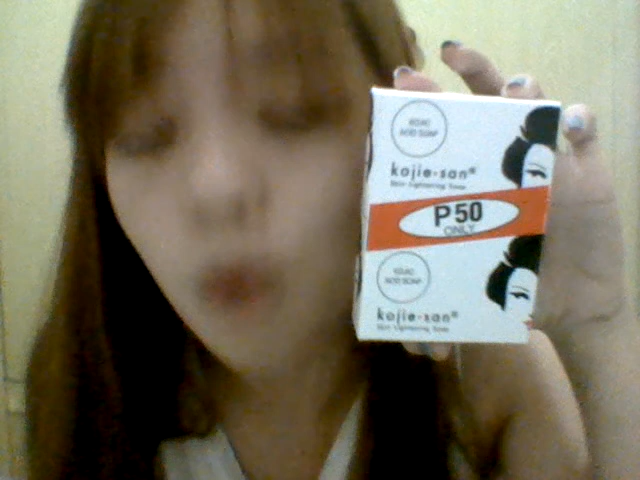 KOJIC
ACID SOAP
kojie·san®
Skin Lightening Soap
P50
ONLY
KOJIC
ACID SOAP
kojie·san®
Skin Lightening Soap